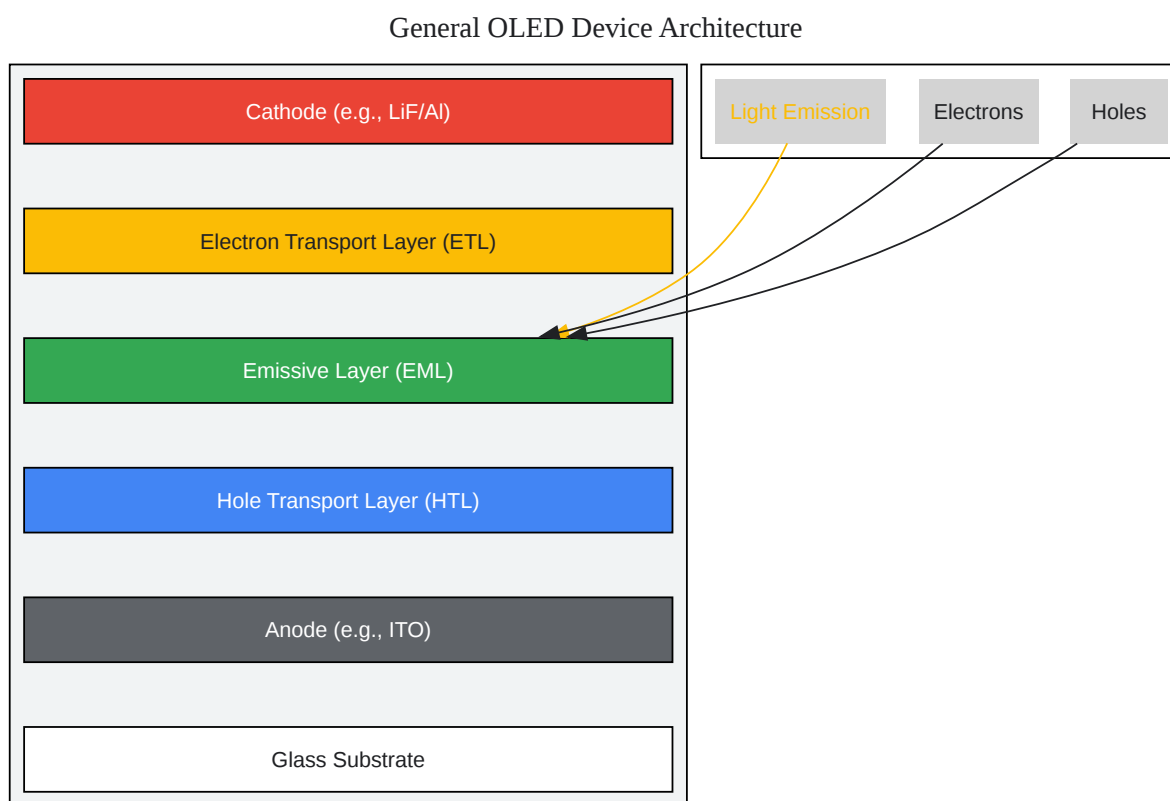 General OLED Device Architecture
Cathode (e.g., LiF/Al)
Electron Transport Layer (ETL)
Emissive Layer (EML)
Hole Transport Layer (HTL)
Anode (e.g., ITO)
Glass Substrate
Light Emission
Electrons
Holes